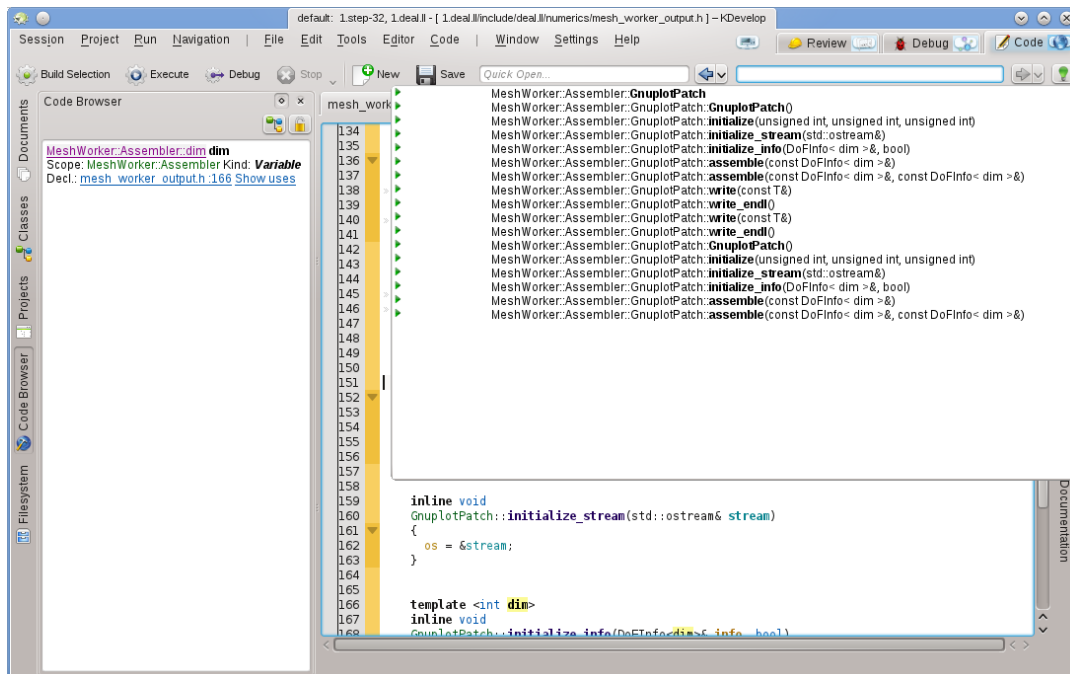 default: 1.step-32, 1.deal.II - [ 1.deal.II/include/deal.II/numerics/mesh_worker_output.h ] – KDevelop
Session Project Run Navigation | File Edit Tools Editor Code | Window Settings Help
Review Debug Code
Build Selection Execute Debug Stop New Save Quick Open...
Documents
Classes
Projects
Code Browser
Filesystem
Code Browser
MeshWorker::Assembler::dim dim
Scope: MeshWorker::Assembler Kind: Variable
Decl.: mesh_worker_output.h :166 Show uses
mesh_work
MeshWorker::Assembler::GnuplotPatch
MeshWorker::Assembler::GnuplotPatch::GnuplotPatch()
MeshWorker::Assembler::GnuplotPatch::initialize(unsigned int, unsigned int, unsigned int)
MeshWorker::Assembler::GnuplotPatch::initialize_stream(std::ostream&)
MeshWorker::Assembler::GnuplotPatch::initialize_info(DoFInfo< dim >&, bool)
MeshWorker::Assembler::GnuplotPatch::assemble(const DoFInfo< dim >&)
MeshWorker::Assembler::GnuplotPatch::assemble(const DoFInfo< dim >&, const DoFInfo< dim >&)
MeshWorker::Assembler::GnuplotPatch::write(const T&)
MeshWorker::Assembler::GnuplotPatch::write_endl()
MeshWorker::Assembler::GnuplotPatch::write(const T&)
MeshWorker::Assembler::GnuplotPatch::write_endl()
MeshWorker::Assembler::GnuplotPatch::GnuplotPatch()
MeshWorker::Assembler::GnuplotPatch::initialize(unsigned int, unsigned int, unsigned int)
MeshWorker::Assembler::GnuplotPatch::initialize_stream(std::ostream&)
MeshWorker::Assembler::GnuplotPatch::initialize_info(DoFInfo< dim >&, bool)
MeshWorker::Assembler::GnuplotPatch::assemble(const DoFInfo< dim >&)
MeshWorker::Assembler::GnuplotPatch::assemble(const DoFInfo< dim >&, const DoFInfo< dim >&)
134
135
136
137
138
139
140
141
142
143
144
145
146
147
148
149
150
151
152
153
154
155
156
157
158
159 inline void
160 GnuplotPatch::initialize_stream(std::ostream& stream)
161 {
162 os = &stream;
163 }
164
165
166 template <int dim>
167 inline void
168 GnuplotPatch::initialize_info(DoFInfo<dim>& info, bool)
Documentation